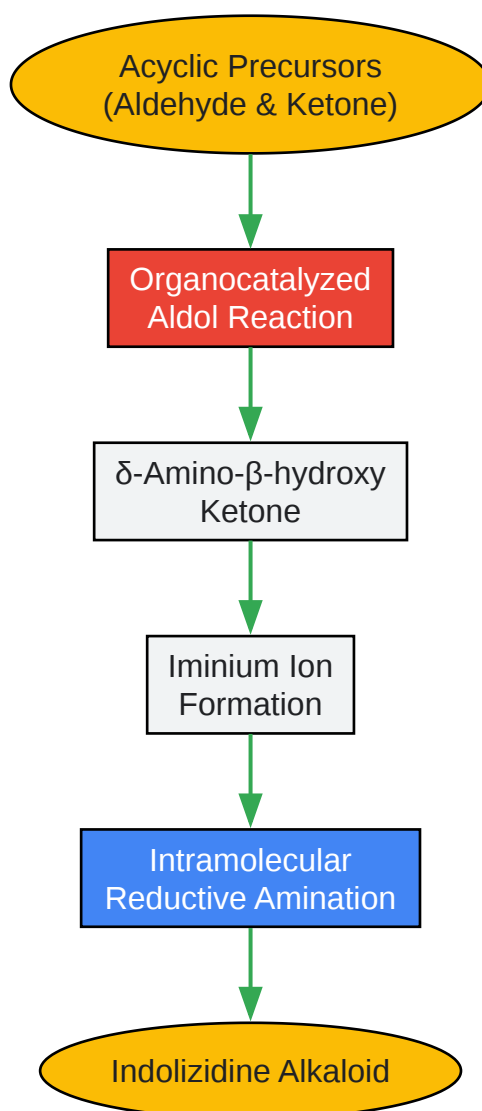 Acyclic Precursors
(Aldehyde & Ketone)
Organocatalyzed
Aldol Reaction
δ-Amino-β-hydroxy
Ketone
Iminium Ion
Formation
Intramolecular
Reductive Amination
Indolizidine Alkaloid